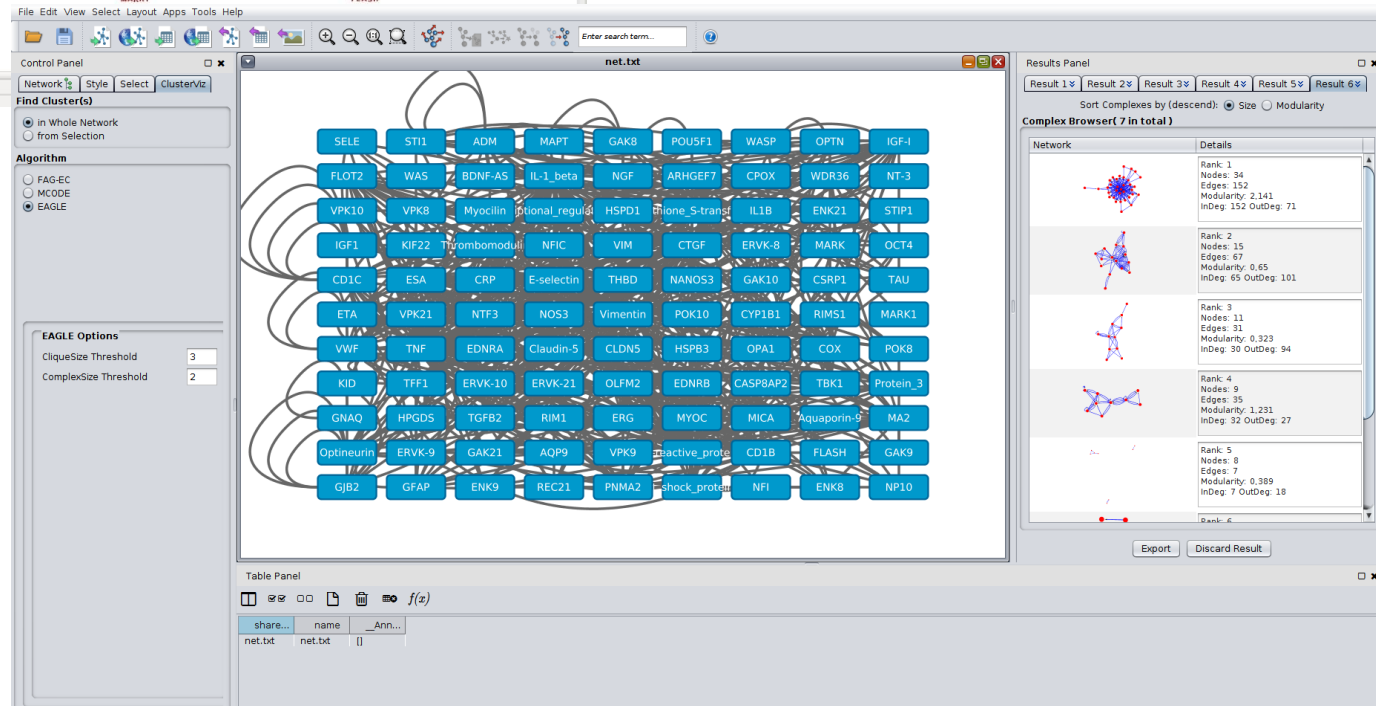 File Edit View Select Layout Apps Tools Help
Enter search term...
Control Panel
Network Style Select ClusterViz
Find Cluster(s)
in Whole Network
from Selection
Algorithm
FAG-EC
MCODE
EAGLE
EAGLE Options
CliqueSize Threshold 3
ComplexSize Threshold 2
net.txt
SELE STI1 ADM MAPT GAK8 POU5F1 WASP OPTN IGF-I
FLOT2 WAS BDNF-AS IL-1_beta NGF ARHGEF7 CPOX WDR36 NT-3
VPK10 VPK8 Myocilin ptional_regula HSPD1 thione_S-transf IL1B ENK21 STIP1
IGF1 KIF22 Thrombomoduli NFIC VIM CTGF ERVK-8 MARK OCT4
CD1C ESA CRP E-selectin THBD NANOS3 GAK10 CSRP1 TAU
ETA VPK21 NTF3 NOS3 Vimentin POK10 CYP1B1 RIMS1 MARK1
VWF TNF EDNRA Claudin-5 CLDN5 HSPB3 OPA1 COX POK8
KID TFF1 ERVK-10 ERVK-21 OLFM2 EDNRB CASP8AP2 TBK1 Protein_3
GNAQ HPGDS TGFB2 RIM1 ERG MYOC MICA Aquaporin-9 MA2
Optineurin ERVK-9 GAK21 AQP9 VPK9 reactive_prote CD1B FLASH GAK9
GJB2 GFAP ENK9 REC21 PNMA2 shock_protein NFI ENK8 NP10
Table Panel
f(x)
share... name __Ann...
net.txt net.txt []
Results Panel
Result 1 Result 2 Result 3 Result 4 Result 5 Result 6
Sort Complexes by (descend): Size Modularity
Complex Browser( 7 in total )
Network Details
Rank: 1
Nodes: 34
Edges: 152
Modularity: 2,141
InDeg: 152 OutDeg: 71
Rank: 2
Nodes: 15
Edges: 67
Modularity: 0,65
InDeg: 65 OutDeg: 101
Rank: 3
Nodes: 11
Edges: 31
Modularity: 0,323
InDeg: 30 OutDeg: 94
Rank: 4
Nodes: 9
Edges: 35
Modularity: 1,231
InDeg: 32 OutDeg: 27
Rank: 5
Nodes: 8
Edges: 7
Modularity: 0,389
InDeg: 7 OutDeg: 18
Rank: 6
Export Discard Result